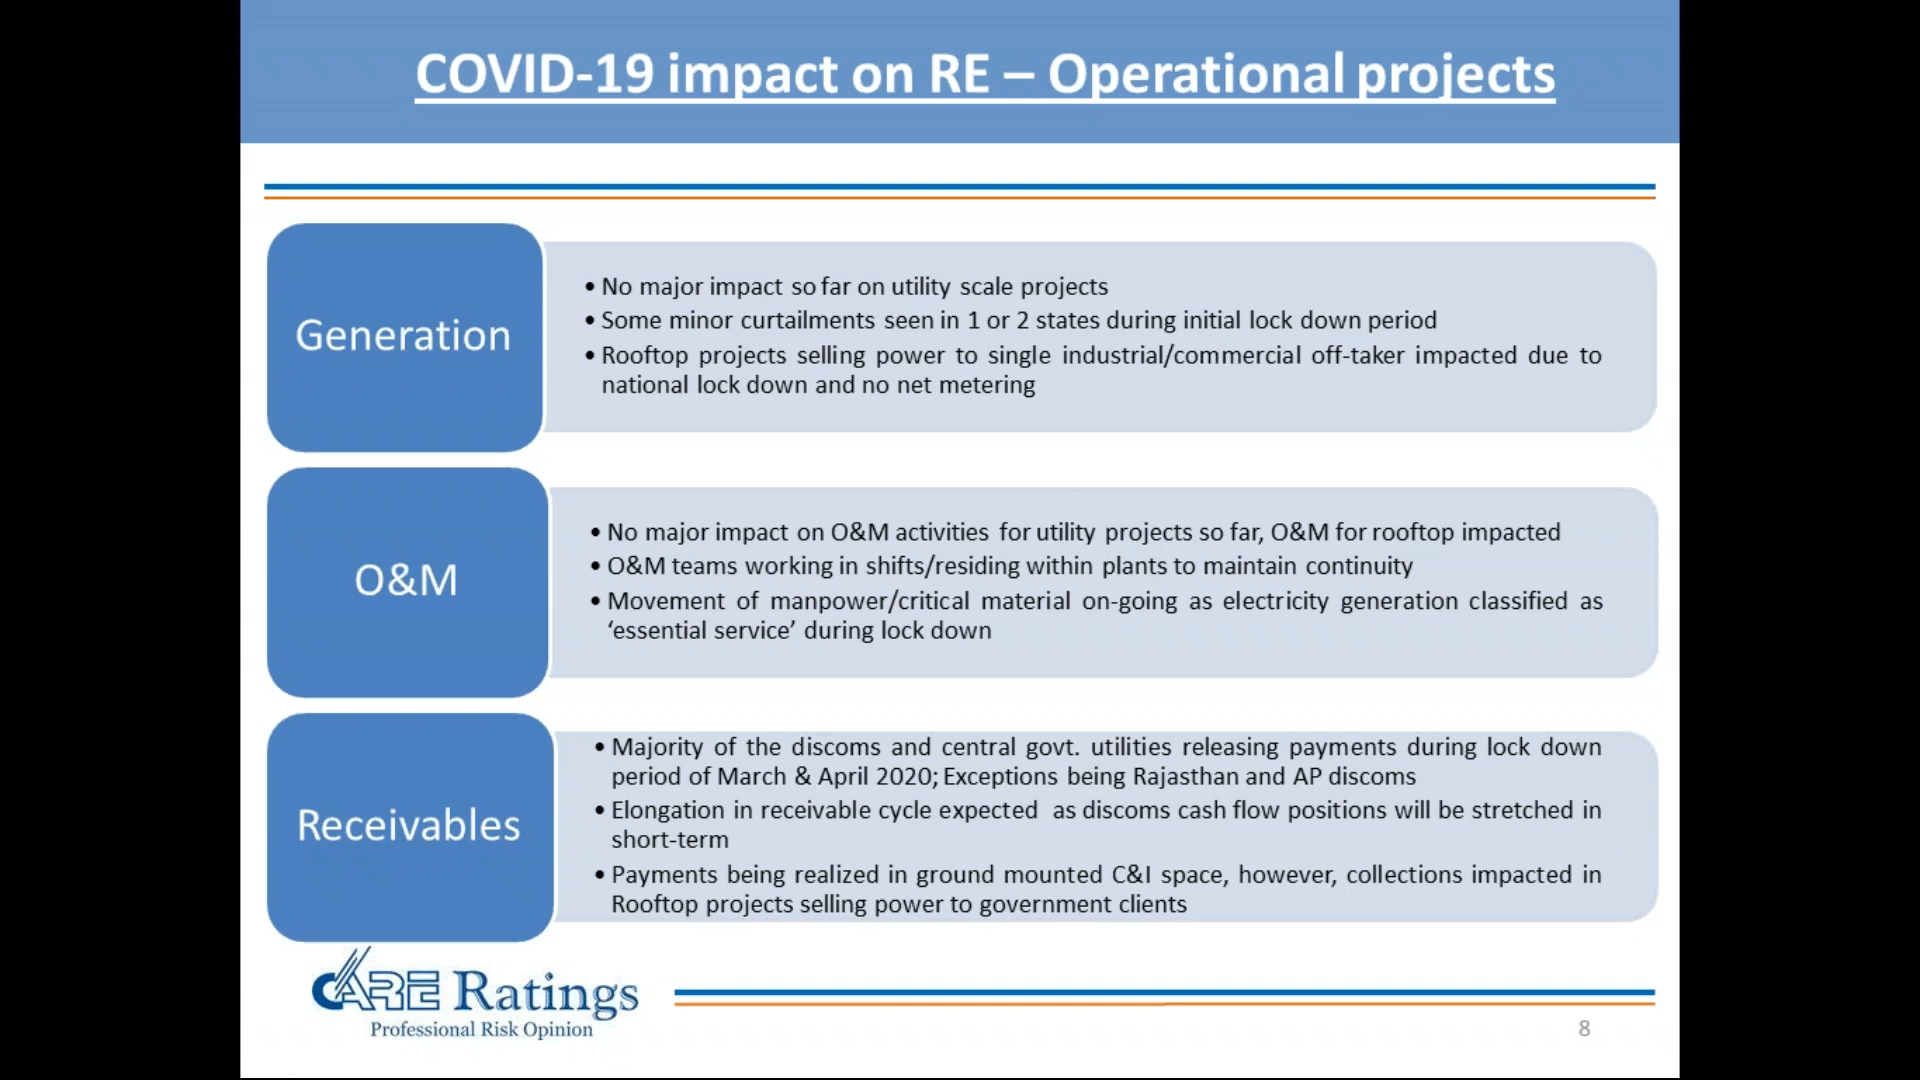 COVID-19 impact on RE – Operational projects
Generation
• No major impact so far on utility scale projects
• Some minor curtailments seen in 1 or 2 states during initial lock down period
• Rooftop projects selling power to single industrial/commercial off-taker impacted due to
national lock down and no net metering
O&M
• No major impact on O&M activities for utility projects so far, O&M for rooftop impacted
• O&M teams working in shifts/residing within plants to maintain continuity
• Movement of manpower/critical material on-going as electricity generation classified as
‘essential service’ during lock down
Receivables
• Majority of the discoms and central govt. utilities releasing payments during lock down
period of March & April 2020; Exceptions being Rajasthan and AP discoms
• Elongation in receivable cycle expected as discoms cash flow positions will be stretched in
short-term
• Payments being realized in ground mounted C&I space, however, collections impacted in
Rooftop projects selling power to government clients
CARE Ratings
Professional Risk Opinion
8